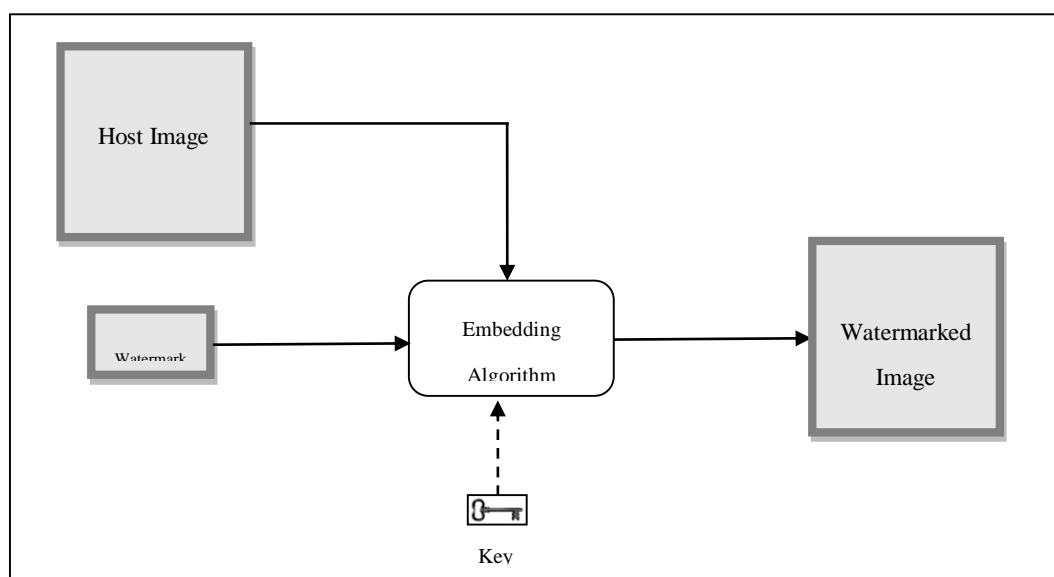 Host Image
Watermark
Embedding
Algorithm
Key
Watermarked
Image